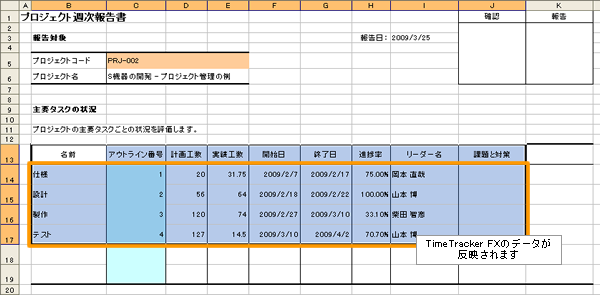 A B C D E F G H I J K
1 プロジェクト週次報告書 確認 報告
2
3 報告対象 報告日: 2009/3/25
4
5 プロジェクトコード PRJ-002
6 プロジェクト名 S機器の開発 - プロジェクト管理の例
7
8
9 主要タスクの状況
10
11 プロジェクトの主要タスクごとの状況を評価します。
12
13 名前 アウトライン番号 計画工数 実績工数 開始日 終了日 進捗率 リーダー名 課題と対策
14 仕様 1 20 31.75 2009/2/7 2009/2/17 75.00% 岡本 直哉
15 設計 2 56 64 2009/2/18 2009/2/22 100.00% 山本 博
16 製作 3 120 74 2009/2/27 2009/3/10 33.10% 柴田 智彦
17 テスト 4 127 14.5 2009/3/10 2009/4/2 70.70% 山本 博
TimeTracker FXのデータが
反映されます
18
19
20